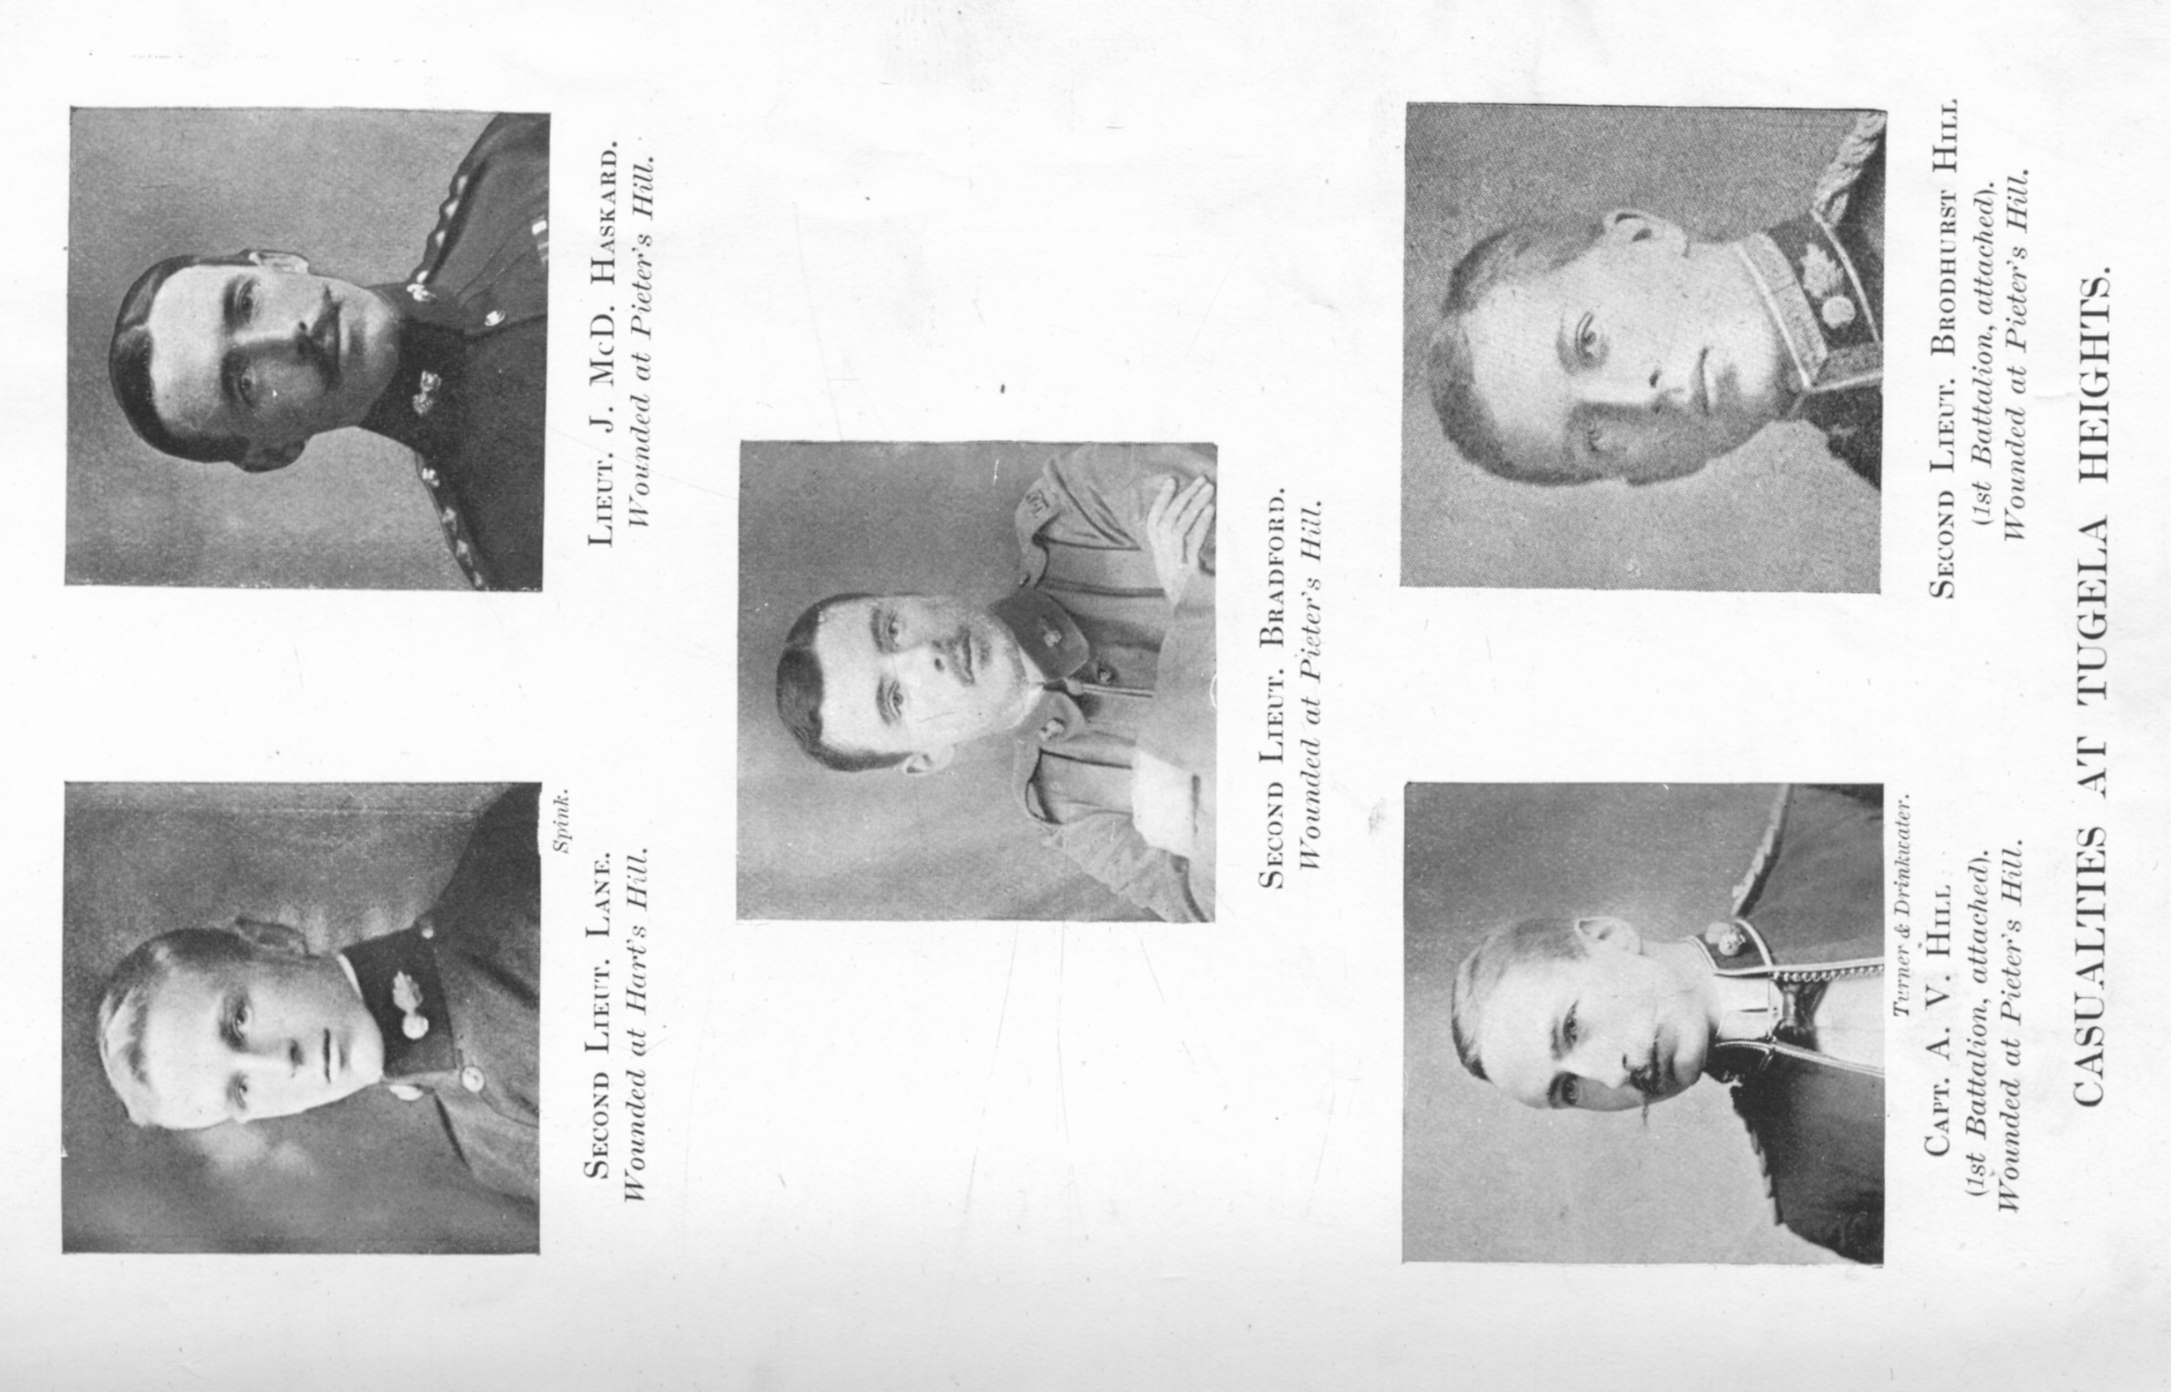 Spink.
SECOND LIEUT. LANE.
Wounded at Hart's Hill.
LIEUT. J. McD. HASKARD.
Wounded at Pieter's Hill.
SECOND LIEUT. BRADFORD.
Wounded at Pieter's Hill.
Turner & Drinkwater.
CAPT. A. V. HILL
(1st Battalion, attached).
Wounded at Pieter's Hill.
SECOND LIEUT. BRODHURST HILL
(1st Battalion, attached).
Wounded at Pieter's Hill.
CASUALTIES AT TUGELA HEIGHTS.